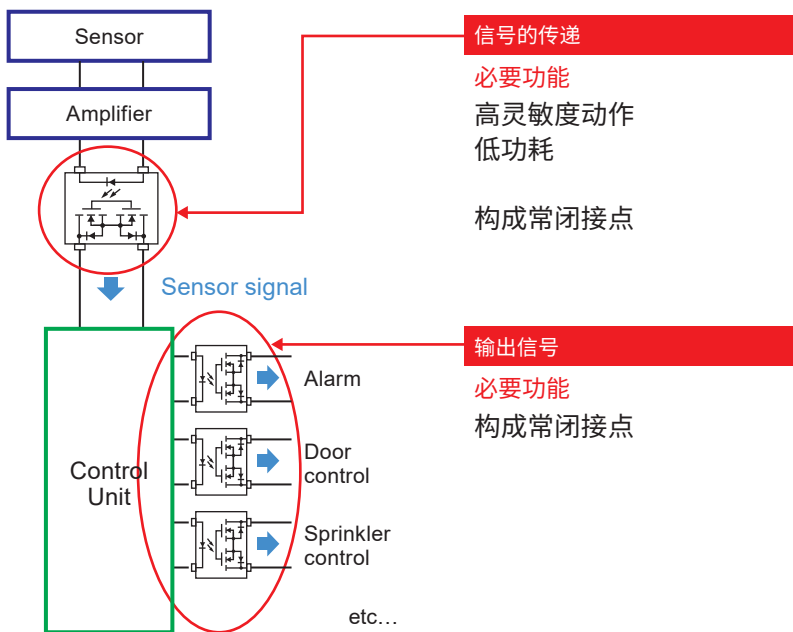 Sensor
Amplifier
Sensor signal
Control
Unit
Alarm
Door
control
Sprinkler
control
etc…
信号的传递
必要功能
高灵敏度动作
低功耗
构成常闭接点
输出信号
必要功能
构成常闭接点